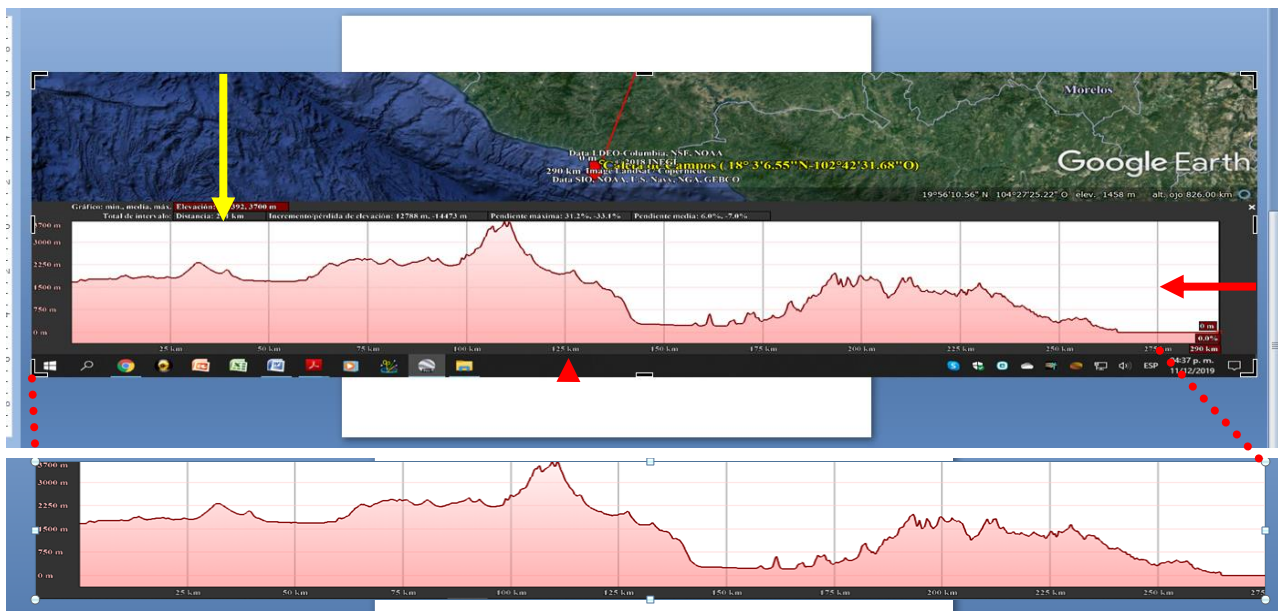 Morelos
Data LDEO-Columbia, NSF, NOAA
2018 INEGI
Caleta de Campos ( 18° 3'6.55"N-102°42'31.68"O)
290 km Image Landsat / Copernicus
Data SIO, NOAA, U.S. Navy, NGA, GEBCO
Google Earth
19°56'10.56" N 104°27'25.22" O elev. 1458 m alt. ojo 826.00 km
Gráfico: mín., media, máx. Elevación: 392, 3700 m
Total de intervalo: Distancia: km Incremento/pérdida de elevación: 12788 m, -14473 m Pendiente máxima: 31.2%, -33.1% Pendiente media: 6.0%, -7.0%
3700 m
3000 m
2250 m
1500 m
750 m
0 m
0 m
0.0%
25 km 50 km 75 km 100 km 125 km 150 km 175 km 200 km 225 km 250 km 290 km
ESP
04:37 p. m.
11/12/2019
3700 m
3000 m
2250 m
1500 m
750 m
0 m
25 km 50 km 75 km 100 km 125 km 150 km 175 km 200 km 225 km 250 km 275